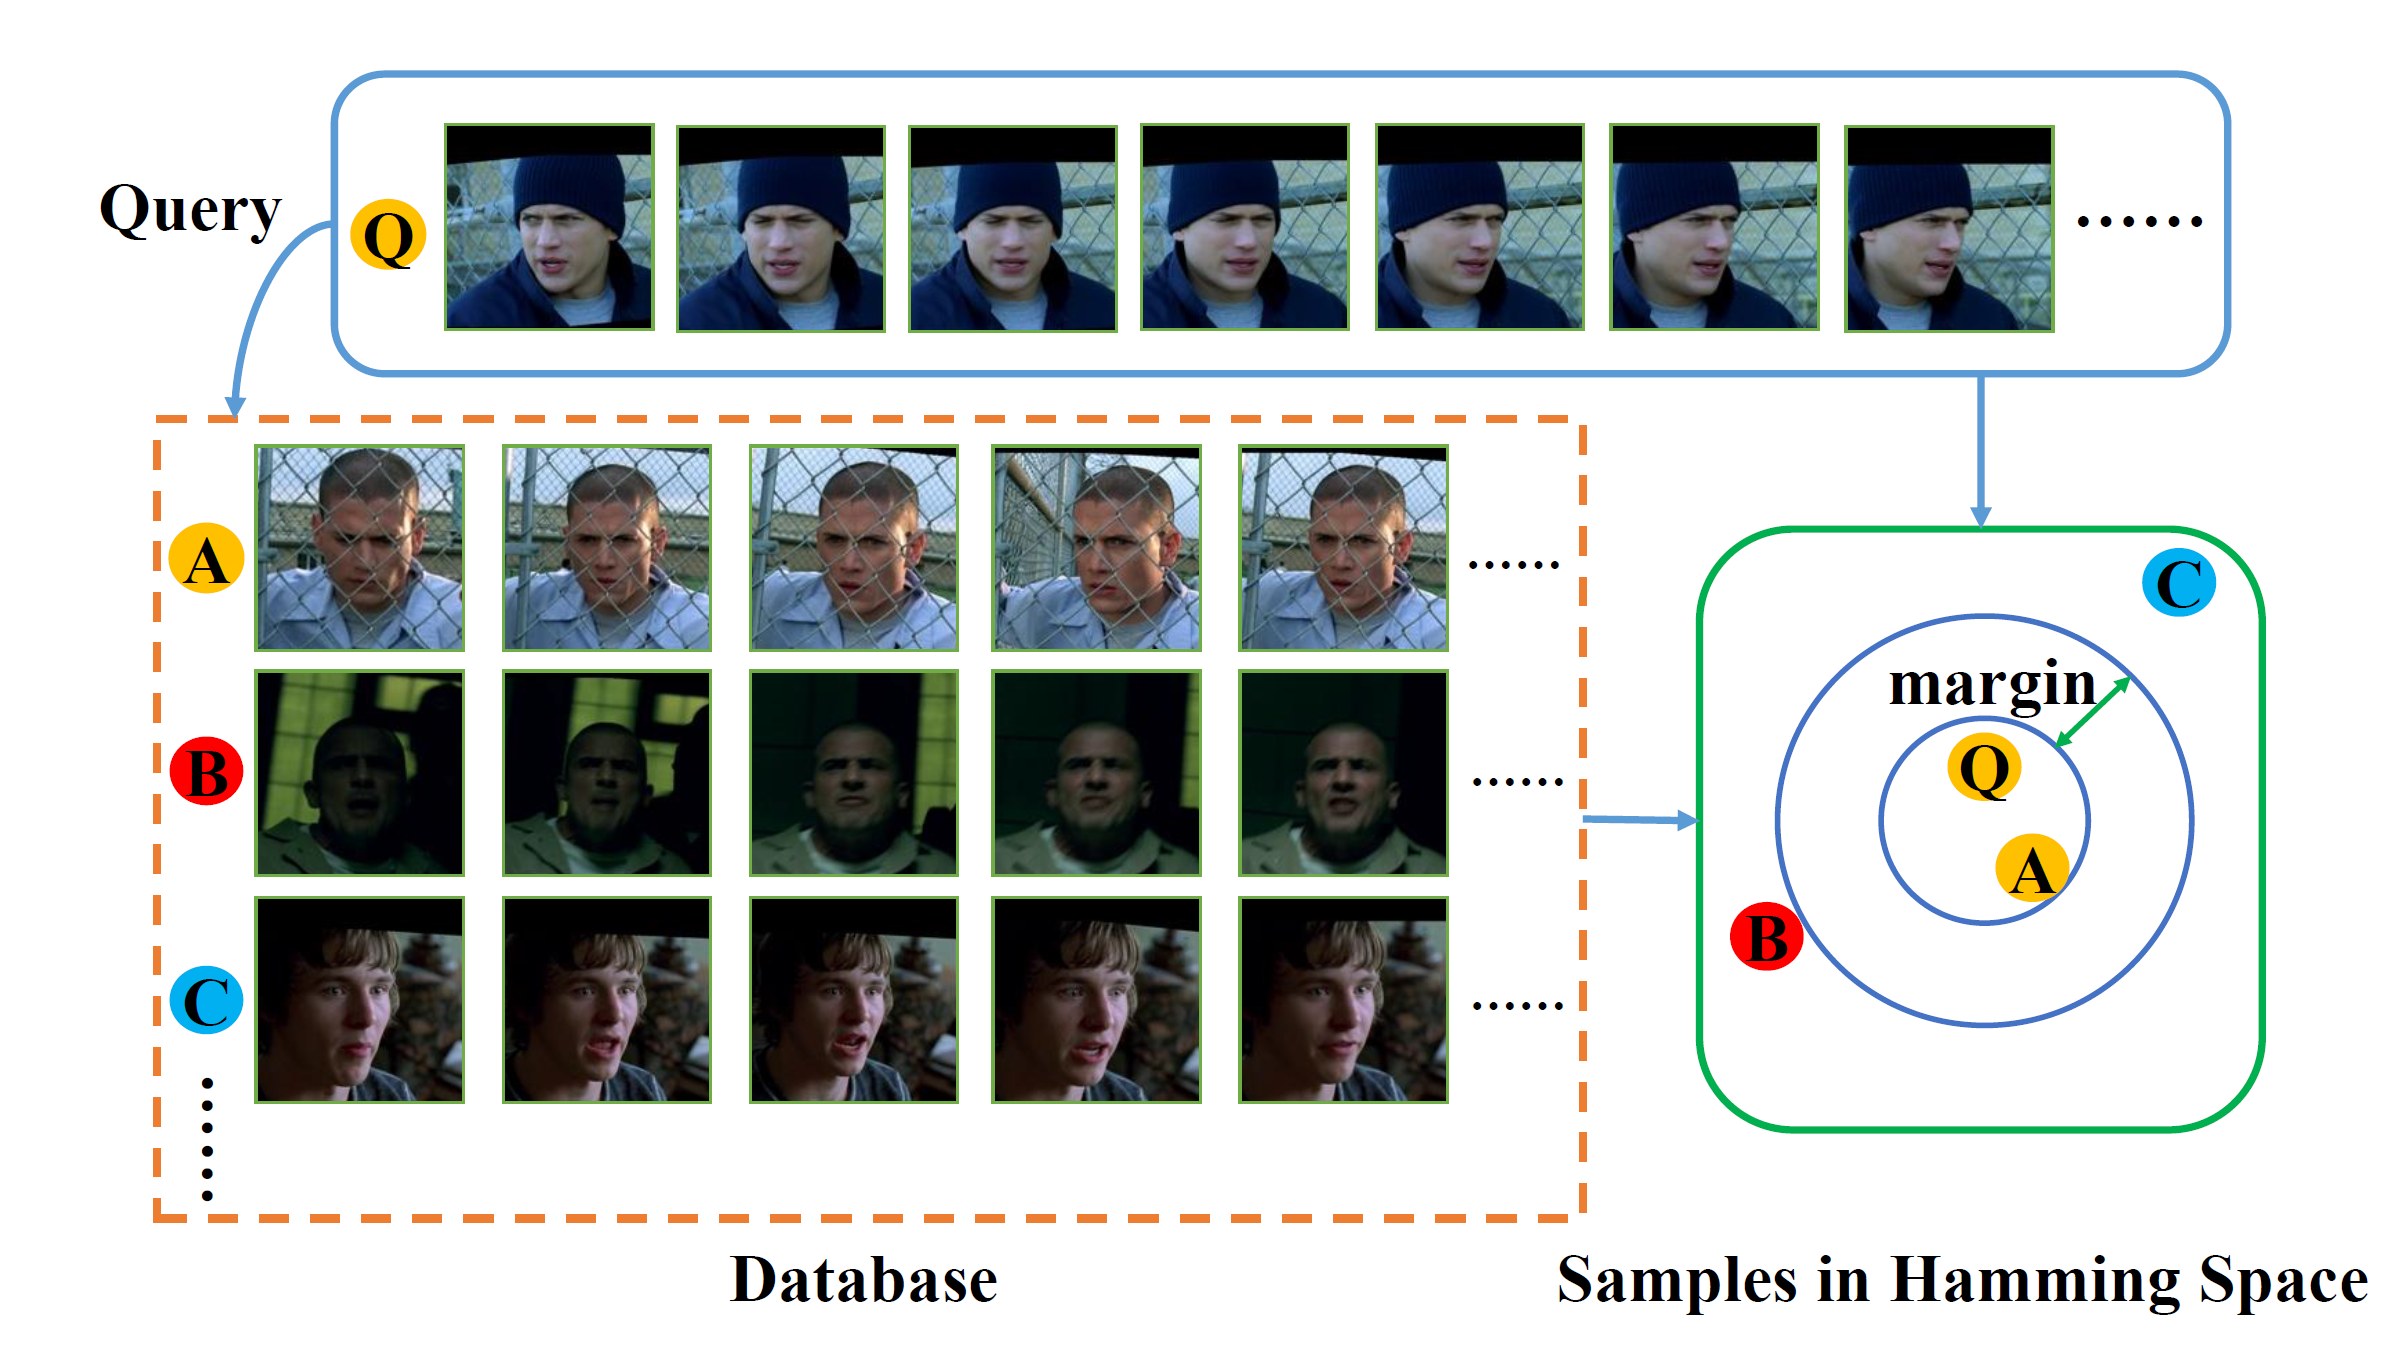 Query
Q
......
A
......
B
......
C
......
......
C
margin
Q
A
B
Database
Samples in Hamming Space